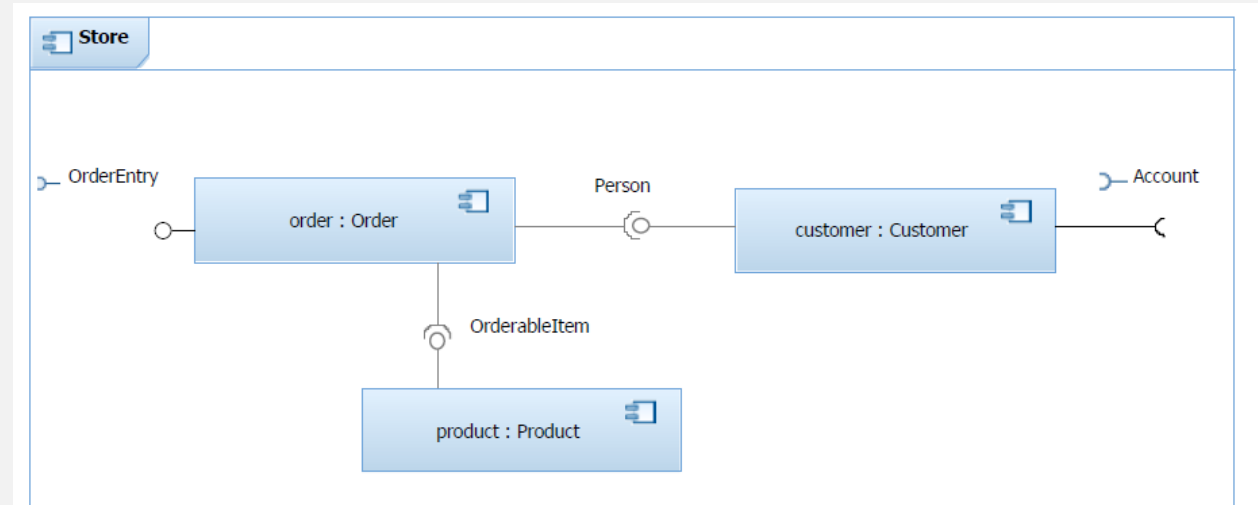 Store
OrderEntry
order : Order
Person
customer : Customer
Account
OrderableItem
product : Product